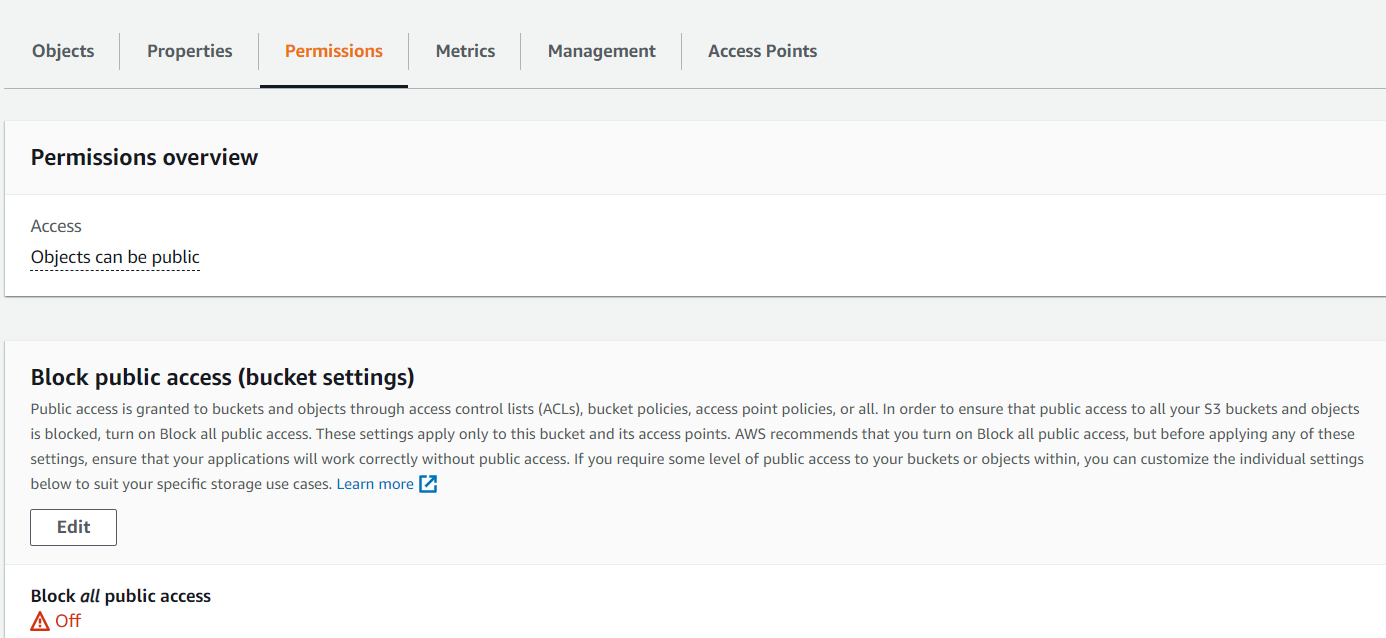 Objects Properties Permissions Metrics Management Access Points
Permissions overview
Access
Objects can be public
Block public access (bucket settings)
Public access is granted to buckets and objects through access control lists (ACLs), bucket policies, access point policies, or all. In order to ensure that public access to all your S3 buckets and objects
is blocked, turn on Block all public access. These settings apply only to this bucket and its access points. AWS recommends that you turn on Block all public access, but before applying any of these
settings, ensure that your applications will work correctly without public access. If you require some level of public access to your buckets or objects within, you can customize the individual settings
below to suit your specific storage use cases. Learn more
Edit
Block all public access
Off